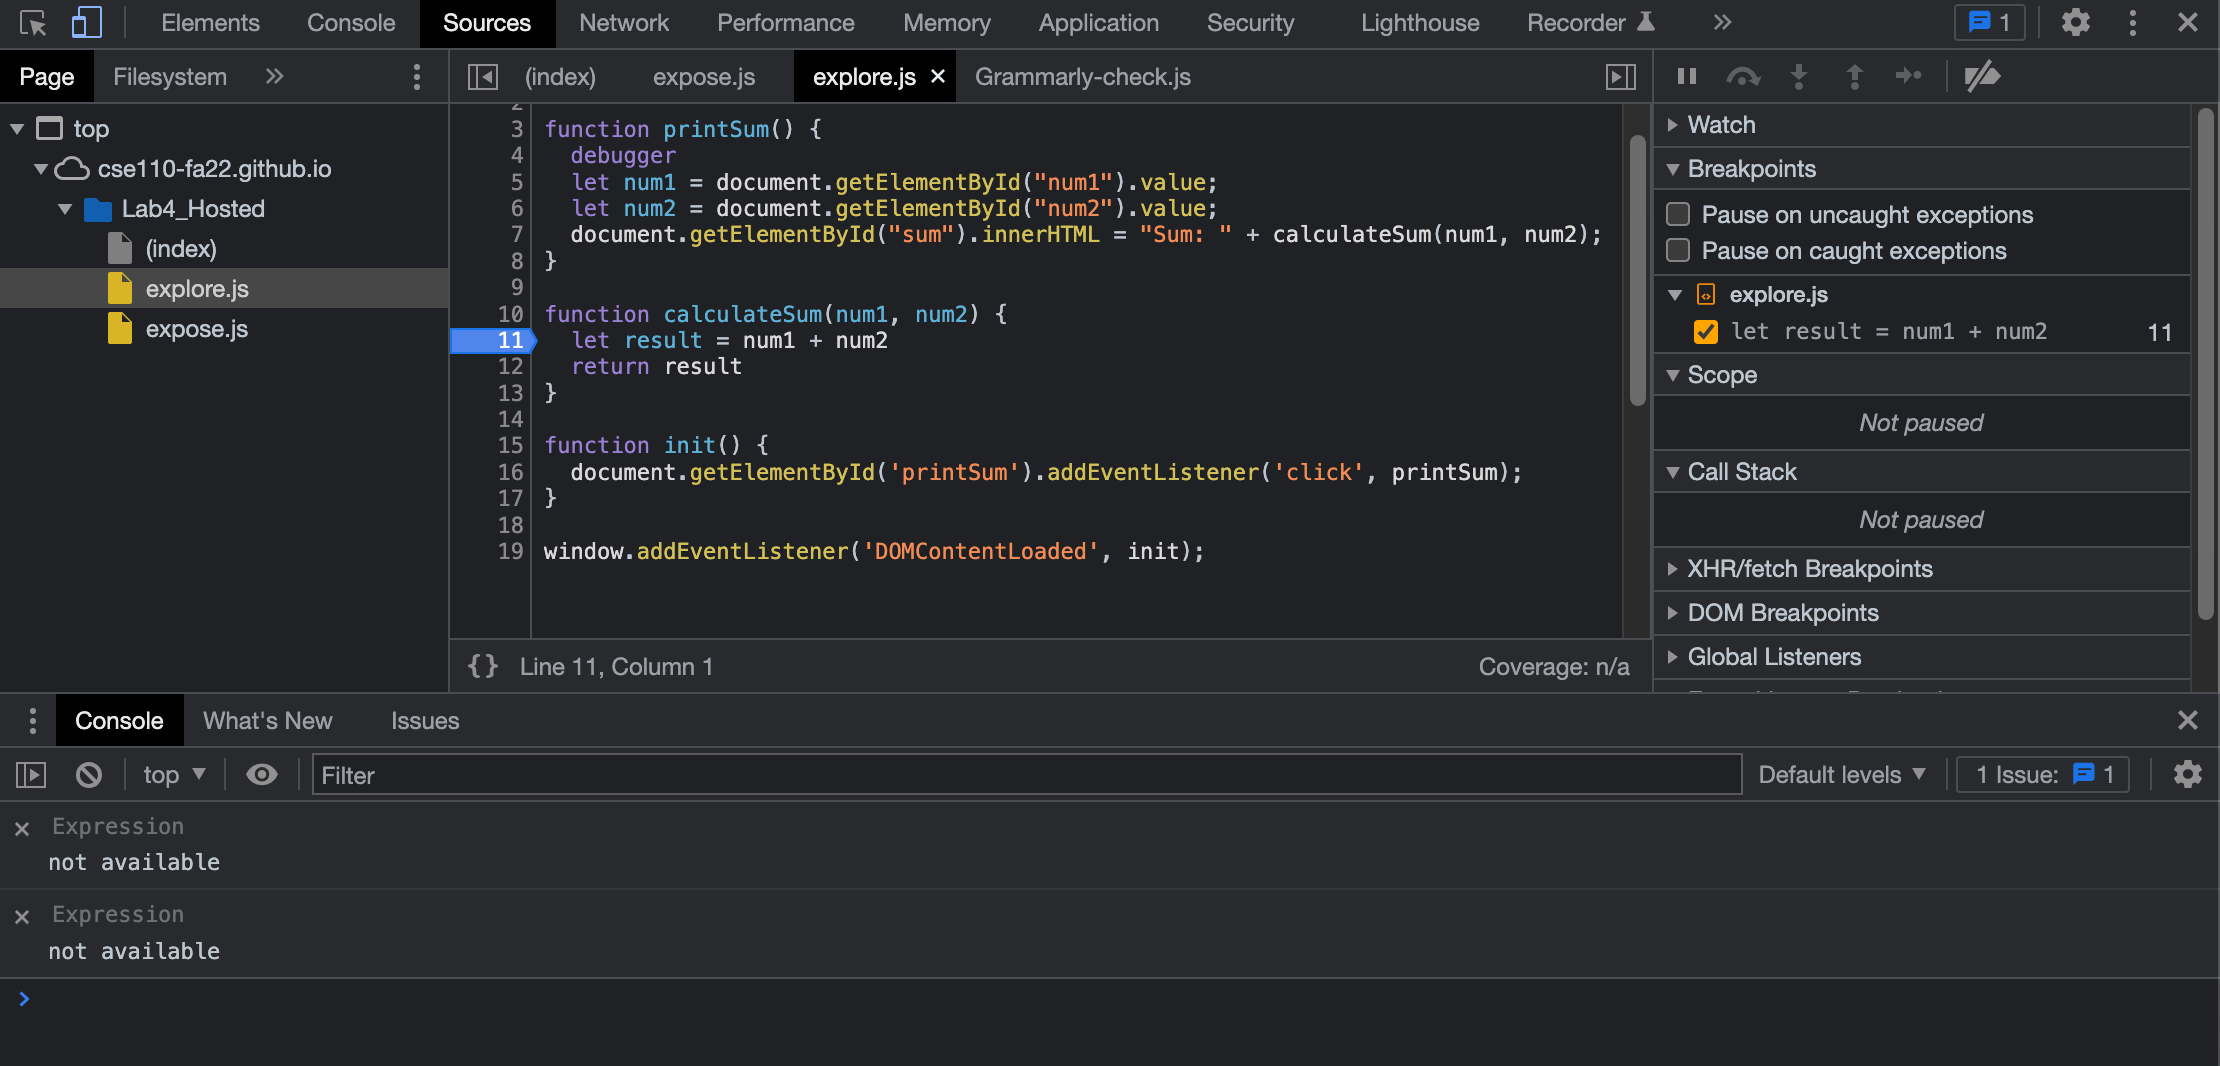 Elements Console Sources Network Performance Memory Application Security Lighthouse Recorder 1
Page Filesystem
(index) expose.js explore.js Grammarly-check.js
top
cse110-fa22.github.io
Lab4_Hosted
(index)
explore.js
expose.js
2
3 function printSum() {
4 debugger
5 let num1 = document.getElementById("num1").value;
6 let num2 = document.getElementById("num2").value;
7 document.getElementById("sum").innerHTML = "Sum: " + calculateSum(num1, num2);
8 }
9
10 function calculateSum(num1, num2) {
11 let result = num1 + num2
12 return result
13 }
14
15 function init() {
16 document.getElementById('printSum').addEventListener('click', printSum);
17 }
18
19 window.addEventListener('DOMContentLoaded', init);
{} Line 11, Column 1 Coverage: n/a
Watch
Breakpoints
Pause on uncaught exceptions
Pause on caught exceptions
explore.js
let result = num1 + num2 11
Scope
Not paused
Call Stack
Not paused
XHR/fetch Breakpoints
DOM Breakpoints
Global Listeners
Console What's New Issues
top Filter Default levels 1 Issue: 1
Expression
not available
Expression
not available